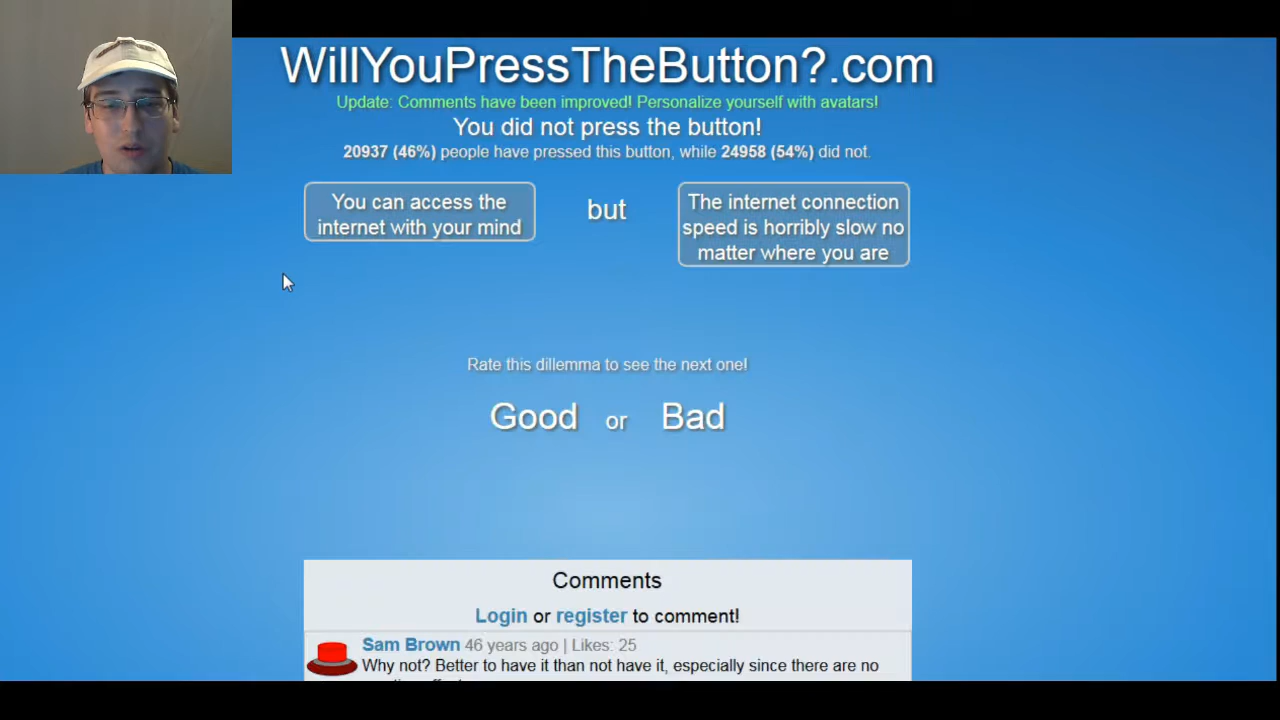 WillYouPressTheButton?.com
Update: Comments have been improved! Personalize yourself with avatars!
You did not press the button!
20937 (46%) people have pressed this button, while 24958 (54%) did not.
You can access the
internet with your mind
but
The internet connection
speed is horribly slow no
matter where you are
Rate this dillemma to see the next one!
Good or Bad
Comments
Login or register to comment!
Sam Brown 46 years ago | Likes: 25
Why not? Better to have it than not have it, especially since there are no